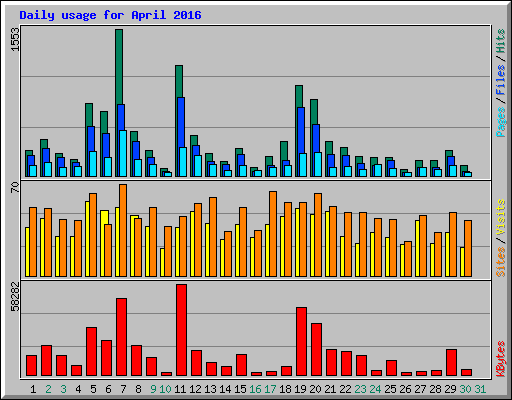 Daily usage for April 2016
1553
Pages / Files / Hits
70
Sites / Visits
58282
KBytes
1 2 3 4 5 6 7 8 9 10 11 12 13 14 15 16 17 18 19 20 21 22 23 24 25 26 27 28 29 30 31